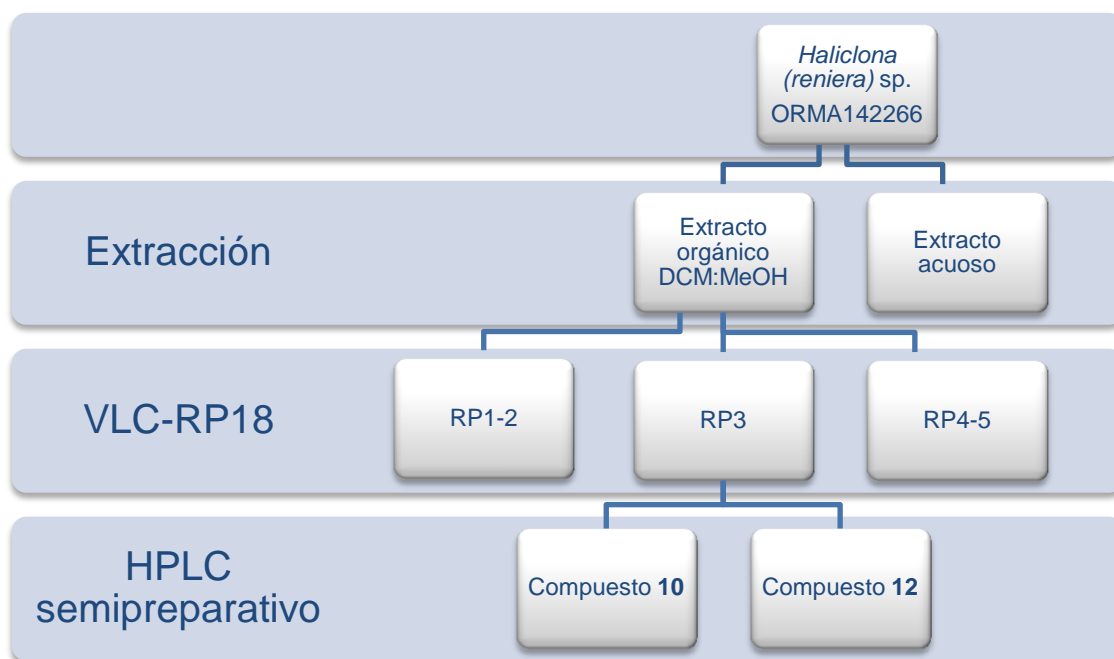 Haliclona
(reniera) sp.
ORMA142266
Extracción
Extracto
orgánico
DCM:MeOH
Extracto
acuoso
VLC-RP18
RP1-2
RP3
RP4-5
HPLC
semipreparativo
Compuesto 10
Compuesto 12